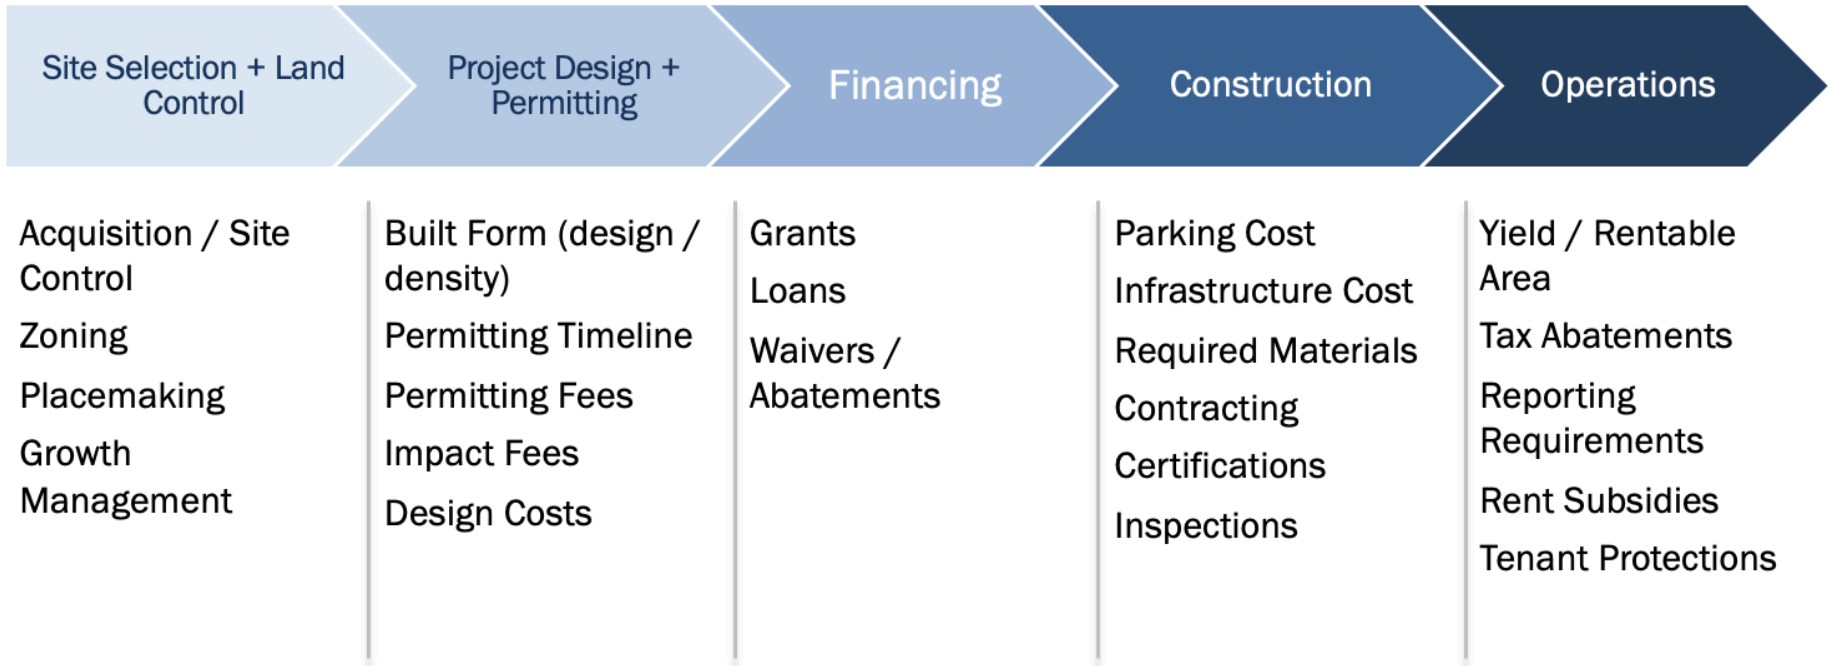 Site Selection + Land
Control
Project Design +
Permitting
Financing
Construction
Operations
Acquisition / Site
Control
Zoning
Placemaking
Growth
Management
Built Form (design /
density)
Permitting Timeline
Permitting Fees
Impact Fees
Design Costs
Grants
Loans
Waivers /
Abatements
Parking Cost
Infrastructure Cost
Required Materials
Contracting
Certifications
Inspections
Yield / Rentable
Area
Tax Abatements
Reporting
Requirements
Rent Subsidies
Tenant Protections